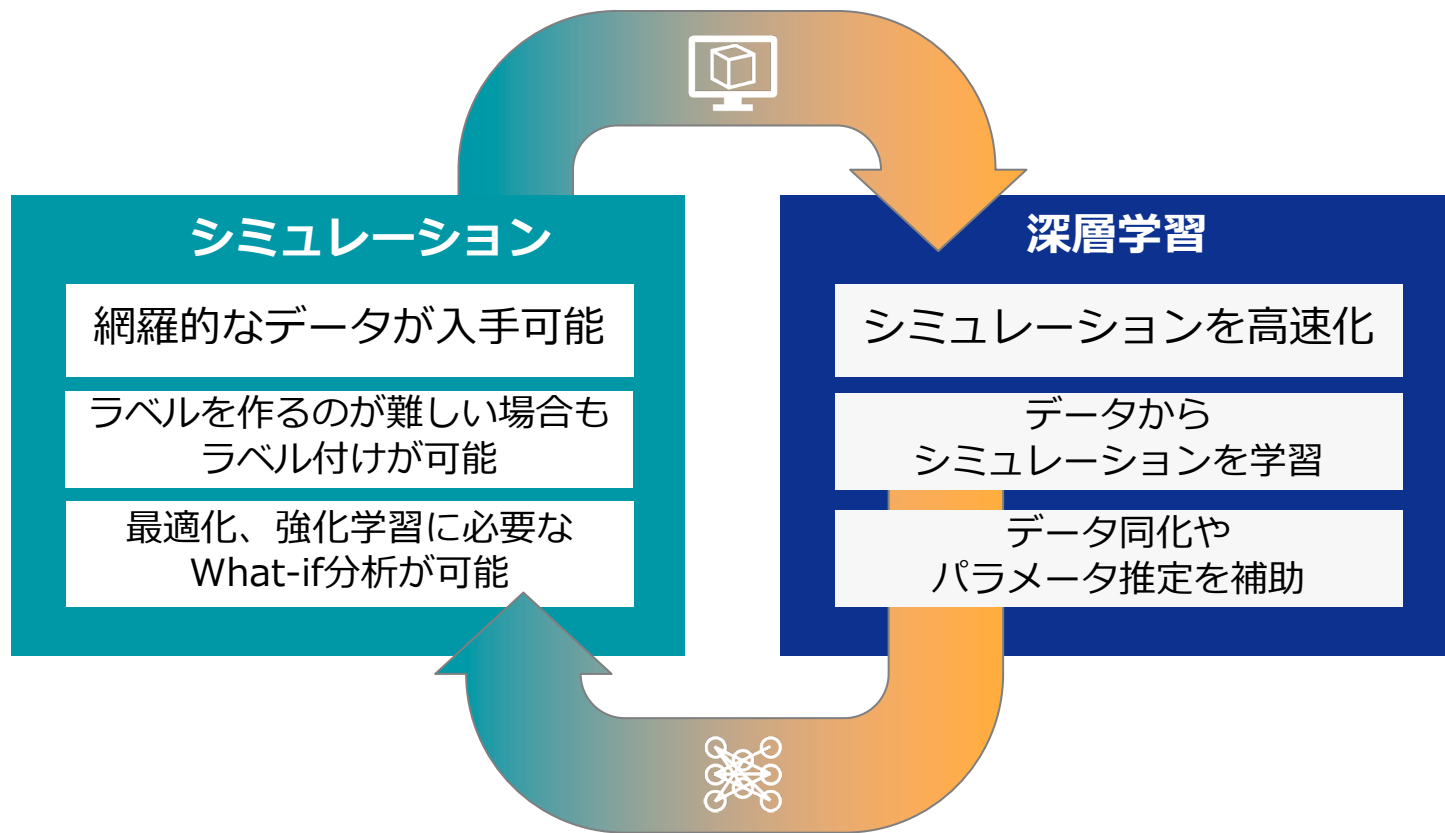 シミュレーション
網羅的なデータが入手可能
ラベルを作るのが難しい場合も
ラベル付けが可能
最適化、強化学習に必要な
What-if分析が可能
深層学習
シミュレーションを高速化
データから
シミュレーションを学習
データ同化や
パラメータ推定を補助